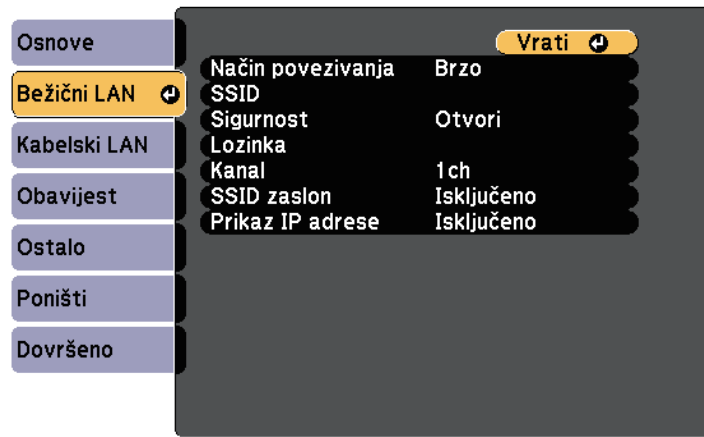 Osnove
Bežični LAN
Kabelski LAN
Obavijest
Ostalo
Poništi
Dovršeno
Vrati
Način povezivanja Brzo
SSID
Sigurnost Otvori
Lozinka
Kanal 1ch
SSID zaslon Isključeno
Prikaz IP adrese Isključeno